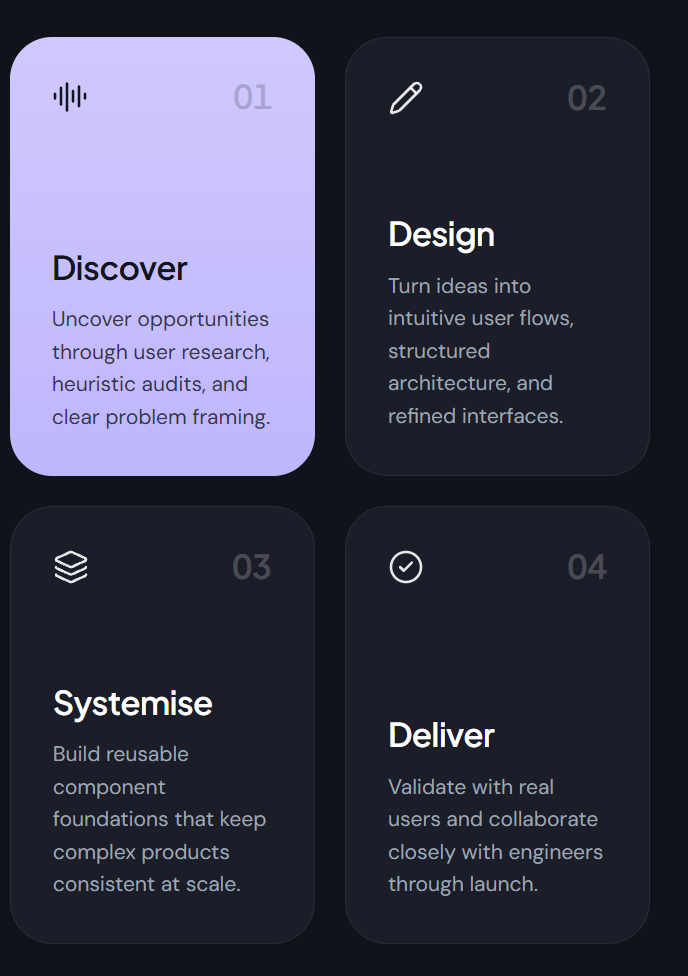 01
Discover
Uncover opportunities
through user research,
heuristic audits, and
clear problem framing.
02
Design
Turn ideas into
intuitive user flows,
structured
architecture, and
refined interfaces.
03
Systemise
Build reusable
component
foundations that keep
complex products
consistent at scale.
04
Deliver
Validate with real
users and collaborate
closely with engineers
through launch.